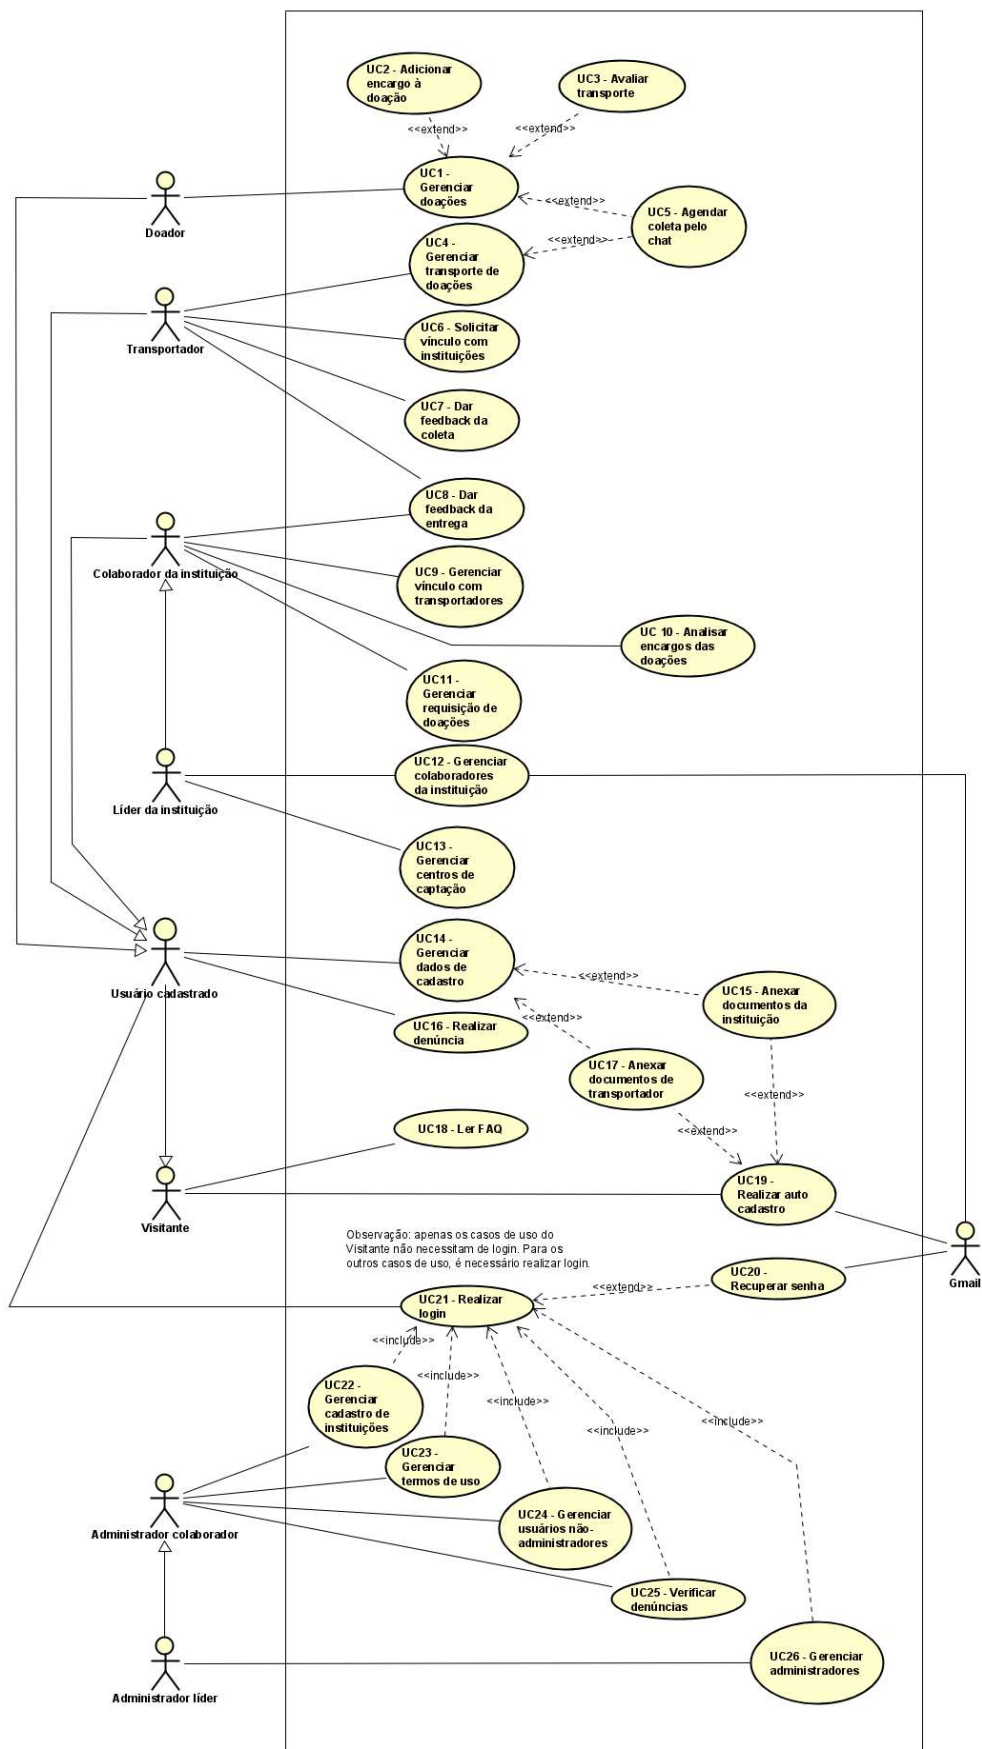 UC2 - Adicionar
encargo à
doação
UC3 - Avaliar
transporte
<<extend>>
<<extend>>
UC1 -
Gerenciar
doações
Doador
<<extend>>
UC5 - Agendar
coleta pelo
chat
<<extend>>
UC4 -
Gerenciar
transporte de
doações
Transportador
UC6 - Solicitar
vínculo com
instituições
UC7 - Dar
feedback da
coleta
UC8 - Dar
feedback da
entrega
Colaborador da instituição
UC9 - Gerenciar
vínculo com
transportadores
UC 10 - Analisar
encargos das
doações
UC11 -
Gerenciar
requisição de
doações
UC12 - Gerenciar
colaboradores
da instituição
Líder da instituição
UC13 -
Gerenciar
centros de
captação
UC14 -
Gerenciar
dados de
cadastro
Usuário cadastrado
<<extend>>
UC15 - Anexar
documentos da
instituição
<<extend>>
UC16 - Realizar
denúncia
UC17 - Anexar
documentos de
transportador
<<extend>>
<<extend>>
UC18 - Ler FAQ
UC19 -
Realizar auto
cadastro
Visitante
Observação: apenas os casos de uso do
Visitante não necessitam de login. Para os
outros casos de uso, é necessário realizar login.
UC20 -
Recuperar senha
Gmail
<<extend>>
UC21 - Realizar
login
<<include>>
<<include>>
<<include>>
<<include>>
<<include>>
UC22 -
Gerenciar
cadastro de
instituições
UC23 -
Gerenciar
termos de uso
UC24 - Gerenciar
usuários não-
administradores
Administrador colaborador
UC25 - Verificar
denúncias
UC26 - Gerenciar
administradores
Administrador líder